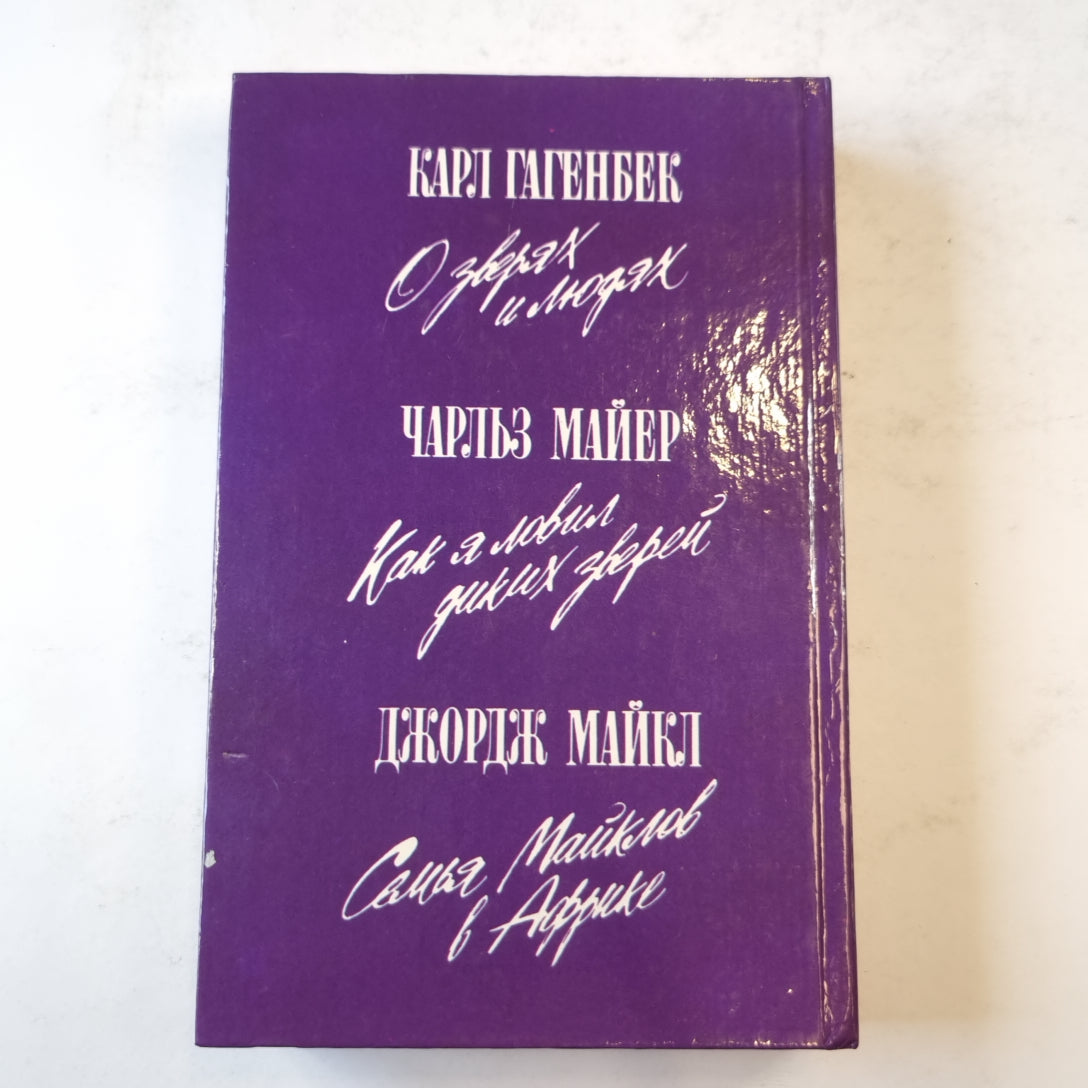 КАРЛ ГАГЕНБЕК
О зверях
и людях
ЧАРЛЬЗ МАЙЕР
Как я ловил
диких зверей
ДЖОРДЖ МАЙКЛ
Семья Майклов
в Африке